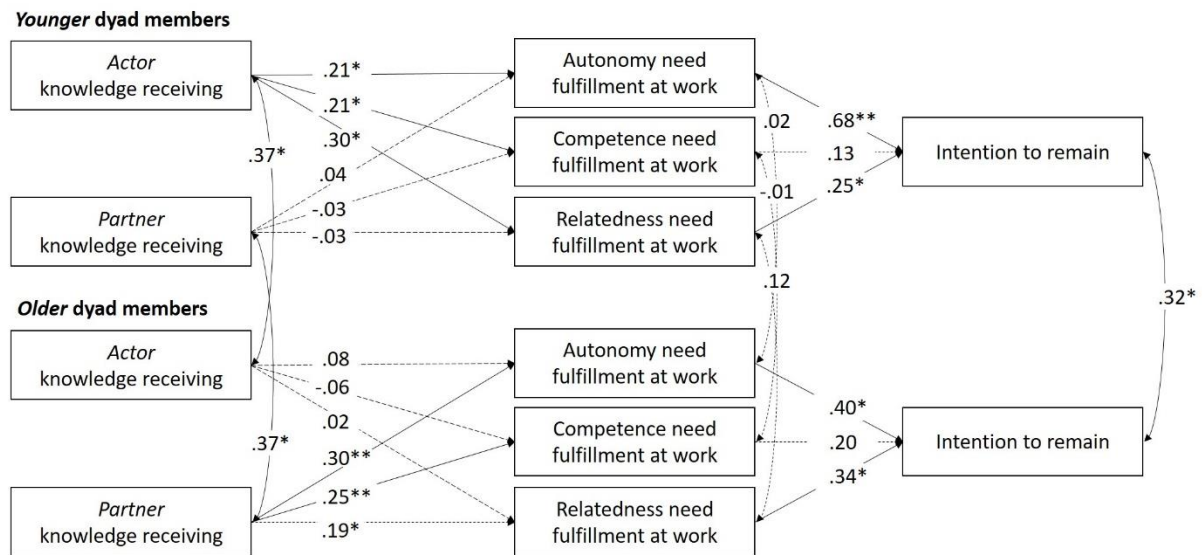 Younger dyad members
Actor
knowledge receiving
Partner
knowledge receiving
.37*
.21*
.21*
.30*
.04
-.03
-.03
Autonomy need
fulfillment at work
Competence need
fulfillment at work
Relatedness need
fulfillment at work
.02
-.01
.12
.68**
.13
.25*
Intention to remain
.32*
Older dyad members
Actor
knowledge receiving
Partner
knowledge receiving
.37*
.08
-.06
.02
.30**
.25**
.19*
Autonomy need
fulfillment at work
Competence need
fulfillment at work
Relatedness need
fulfillment at work
.40*
.20
.34*
Intention to remain